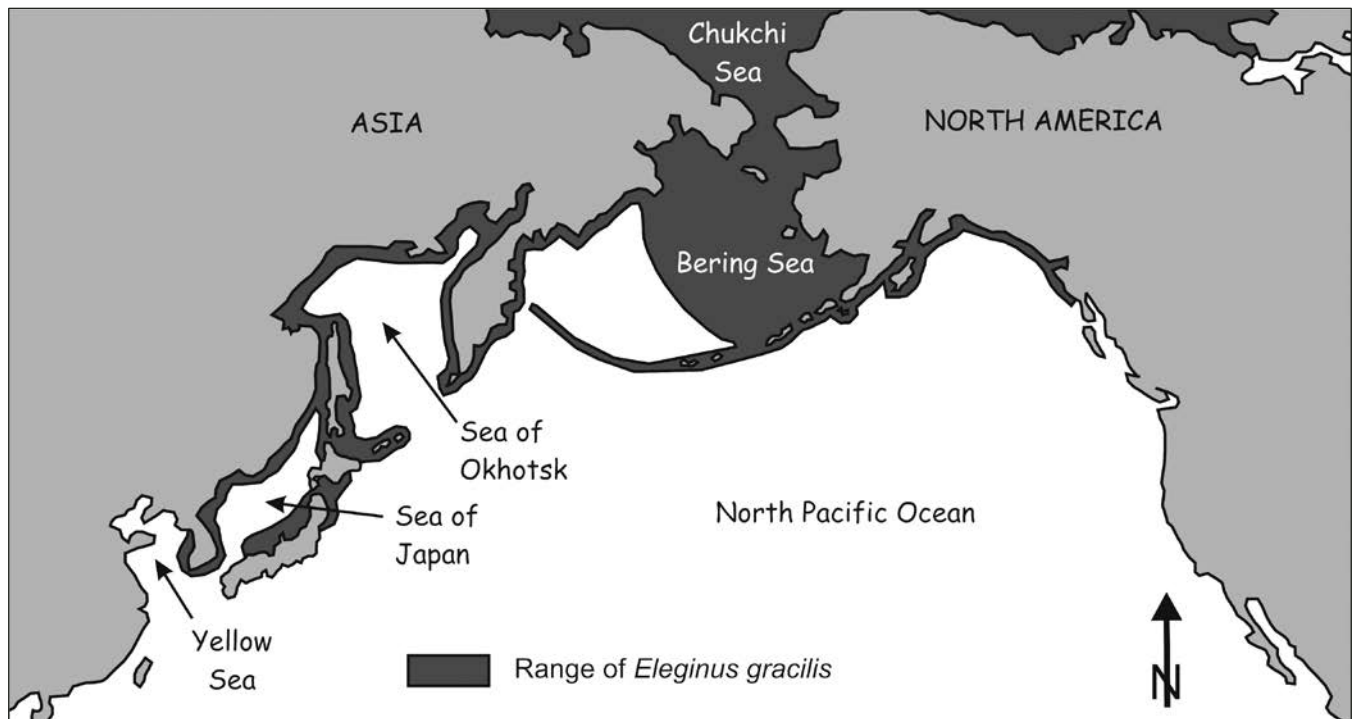 Chukchi
Sea
ASIA
NORTH AMERICA
Bering Sea
Sea of
Okhotsk
North Pacific Ocean
Sea of
Japan
Yellow
Sea
Range of Eleginus gracilis
N